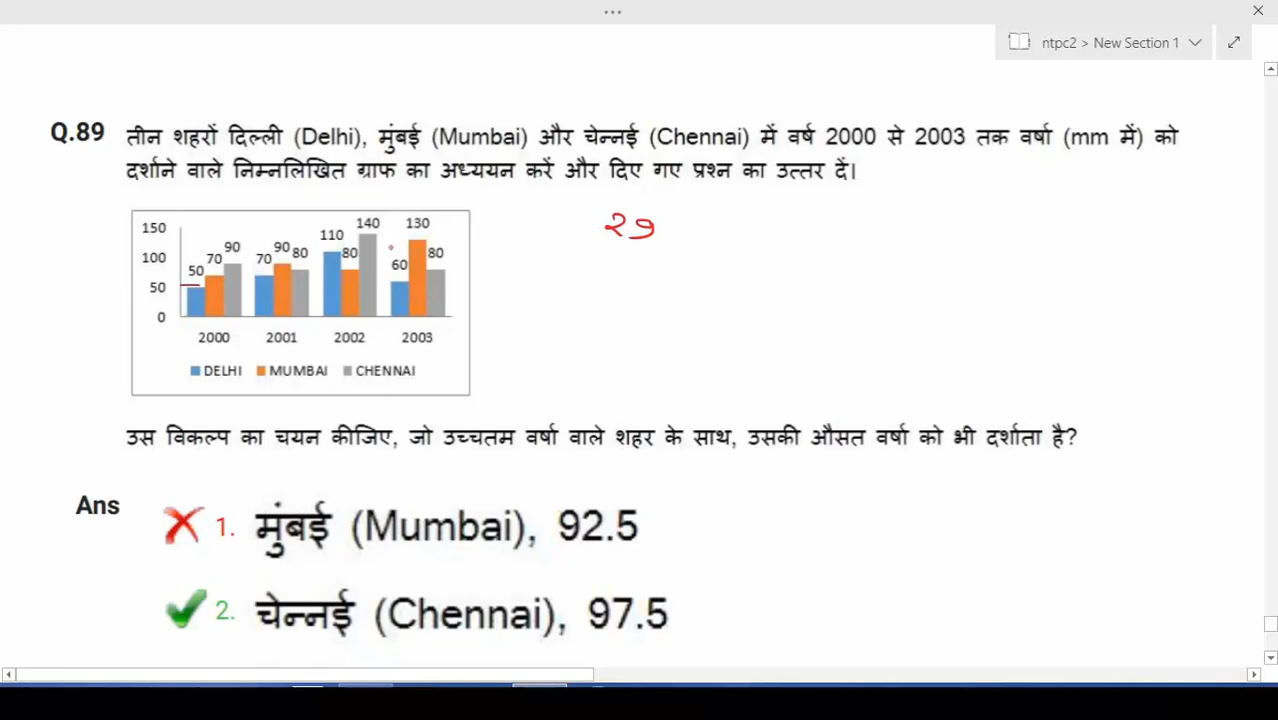 ntpc2 > New Section 1
Q.89 तीन शहरों दिल्ली (Delhi), मुंबई (Mumbai) और चेन्नई (Chennai) में वर्ष 2000 से 2003 तक वर्षा (mm में) को
दर्शाने वाले निम्नलिखित ग्राफ का अध्ययन करें और दिए गए प्रश्न का उत्तर दें।
29
150
100
50
0
50 70 90
70 90 80
110 80 140
60 130 80
2000 2001 2002 2003
DELHI MUMBAI CHENNAI
उस विकल्प का चयन कीजिए, जो उच्चतम वर्षा वाले शहर के साथ, उसकी औसत वर्षा को भी दर्शाता है?
Ans
1. मुंबई (Mumbai), 92.5
2. चेन्नई (Chennai), 97.5